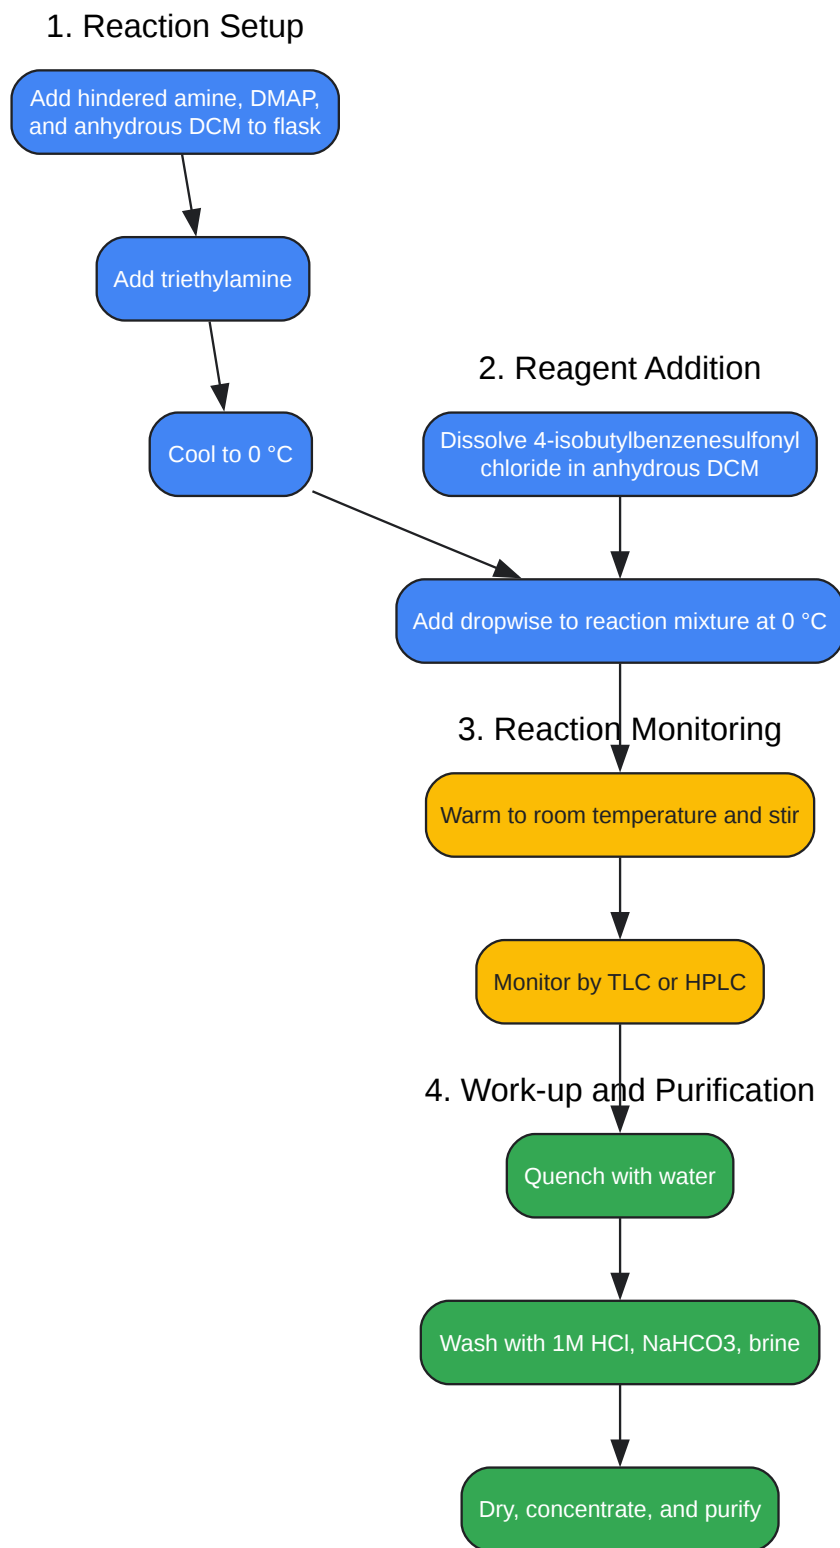 1. Reaction Setup
Add hindered amine, DMAP,
and anhydrous DCM to flask
Add triethylamine
Cool to 0 °C
2. Reagent Addition
Dissolve 4-isobutylbenzenesulfonyl
chloride in anhydrous DCM
Add dropwise to reaction mixture at 0 °C
3. Reaction Monitoring
Warm to room temperature and stir
Monitor by TLC or HPLC
4. Work-up and Purification
Quench with water
Wash with 1M HCl, NaHCO3, brine
Dry, concentrate, and purify